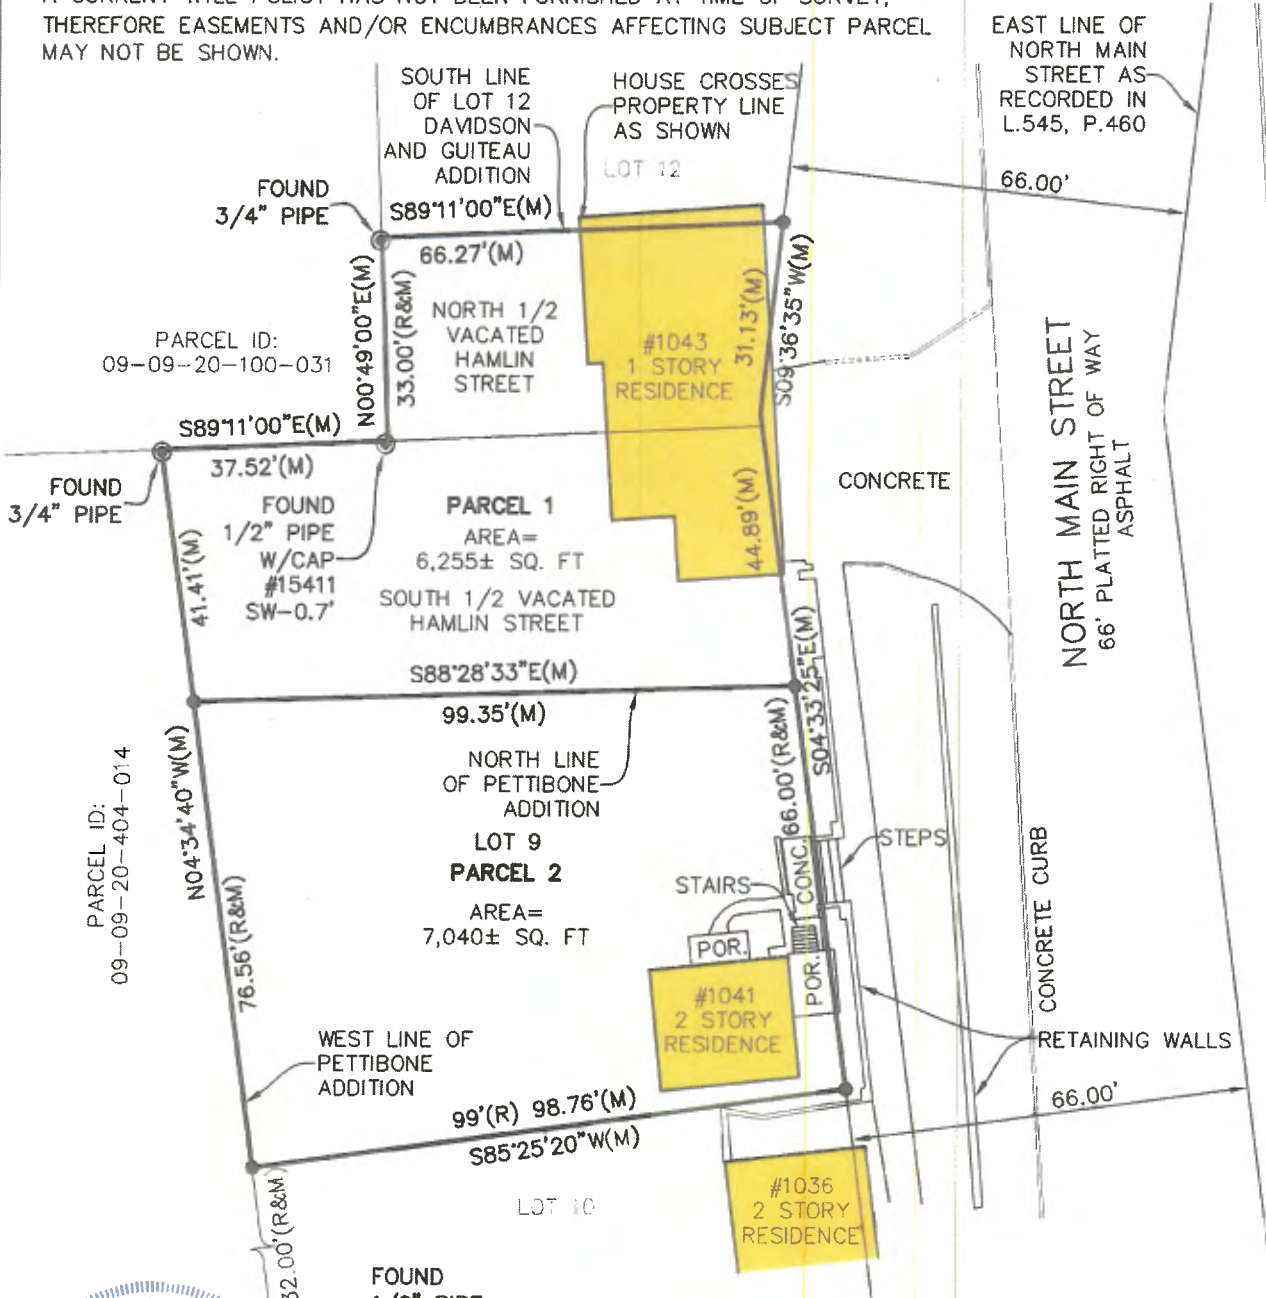 THEREFORE EASEMENTS AND/OR ENCUMBRANCES AFFECTING SUBJECT PARCEL
MAY NOT BE SHOWN.
EAST LINE OF
NORTH MAIN
STREET AS
RECORDED IN
L.545, P.460
SOUTH LINE
OF LOT 12
DAVIDSON
AND GUITEAU
ADDITION
HOUSE CROSSES
PROPERTY LINE
AS SHOWN
LOT 12
66.00'
FOUND
3/4" PIPE
S89°11'00"E(M)
66.27'(M)
N00°49'00"E(M)
33.00'(R&M)
NORTH 1/2
VACATED
HAMLIN
STREET
#1043
1 STORY
RESIDENCE
31.13'(M)
S09°36'35"W(M)
PARCEL ID:
09-09-20-100-031
S89°11'00"E(M)
37.52'(M)
FOUND
3/4" PIPE
FOUND
1/2" PIPE
W/CAP
#15411
SW-0.7'
PARCEL 1
AREA=
6,255± SQ. FT
SOUTH 1/2 VACATED
HAMLIN STREET
44.89'(M)
CONCRETE
NORTH MAIN STREET
66' PLATTED RIGHT OF WAY
ASPHALT
41.41'(M)
S88°28'33"E(M)
99.35'(M)
S04°33'25"E(M)
66.00'(R&M)
NORTH LINE
OF PETTIBONE
ADDITION
N04°34'40"W(M)
PARCEL ID:
09-09-20-404-014
76.56'(R&M)
LOT 9
PARCEL 2
AREA=
7,040± SQ. FT
STAIRS
CONC.
STEPS
POR.
POR.
#1041
2 STORY
RESIDENCE
CONCRETE CURB
RETAINING WALLS
WEST LINE OF
PETTIBONE
ADDITION
99'(R) 98.76'(M)
S85°25'20"W(M)
66.00'
LOT 10
#1036
2 STORY
RESIDENCE
32.00'(R&M)
FOUND